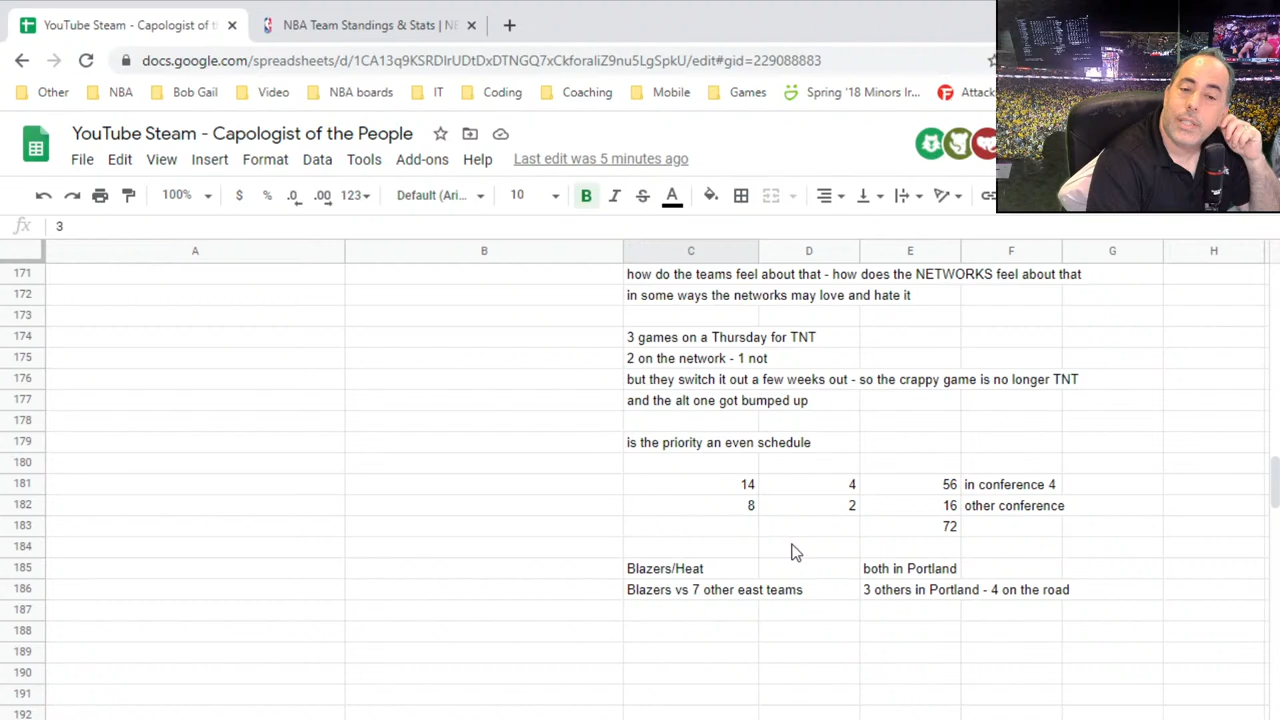 YouTube Steam - Capologist of t
NBA Team Standings & Stats | N
docs.google.com/spreadsheets/d/1CA13q9KSRDIrUDtDxDTNGQ7xCkforaliZ9nu5LgSpkU/edit#gid=229088883
Other NBA Bob Gail Video NBA boards IT Coding Coaching Mobile Games Spring '18 Minors Ir... Attack
YouTube Steam - Capologist of the People
File Edit View Insert Format Data Tools Add-ons Help Last edit was 5 minutes ago
100% $ % .0 .00 123 Default (Ari... 10 B I S A
fx 3
A B C D E F G H
171 how do the teams feel about that - how does the NETWORKS feel about that
172 in some ways the networks may love and hate it
173
174 3 games on a Thursday for TNT
175 2 on the network - 1 not
176 but they switch it out a few weeks out - so the crappy game is no longer TNT
177 and the alt one got bumped up
178
179 is the priority an even schedule
180
181 14 4 56 in conference 4
182 8 2 16 other conference
183 72
184
185 Blazers/Heat both in Portland
186 Blazers vs 7 other east teams 3 others in Portland - 4 on the road
187
188
189
190
191
192